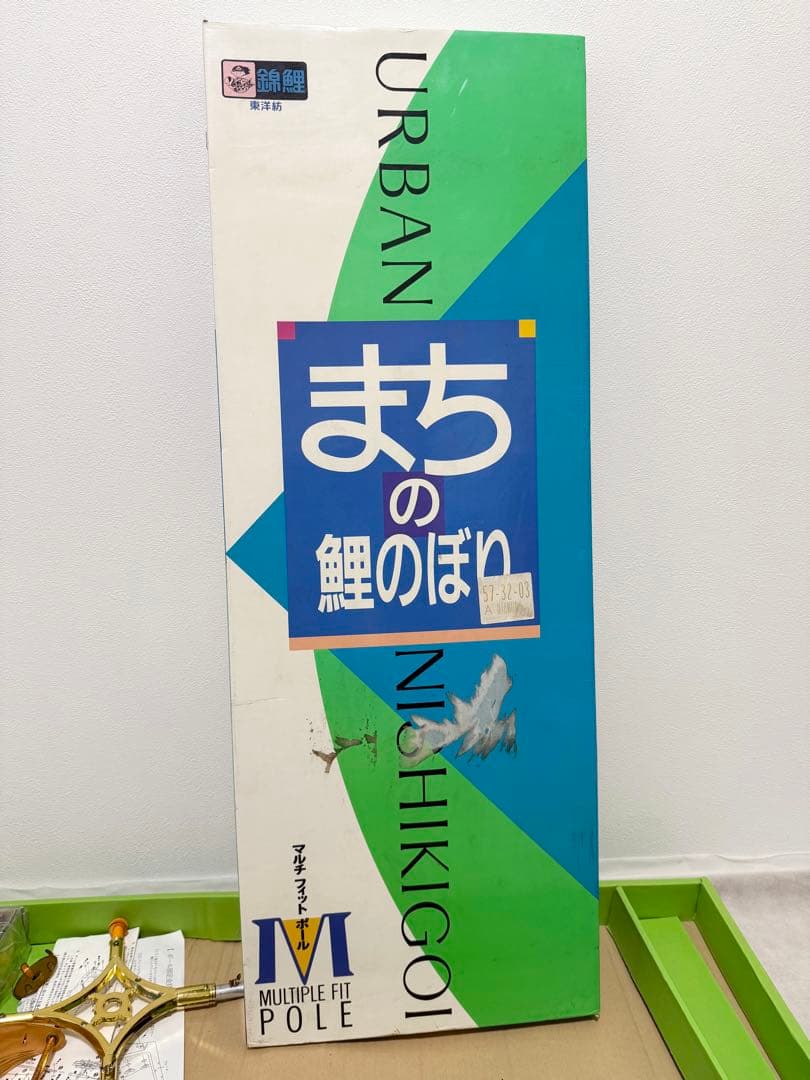 錦鯉
東洋紡
URBAN
まち
の
鯉のぼり
57-32-03
A
NISHIKIGOI
マルチ フィット ポール
M
MULTIPLE FIT
POLE